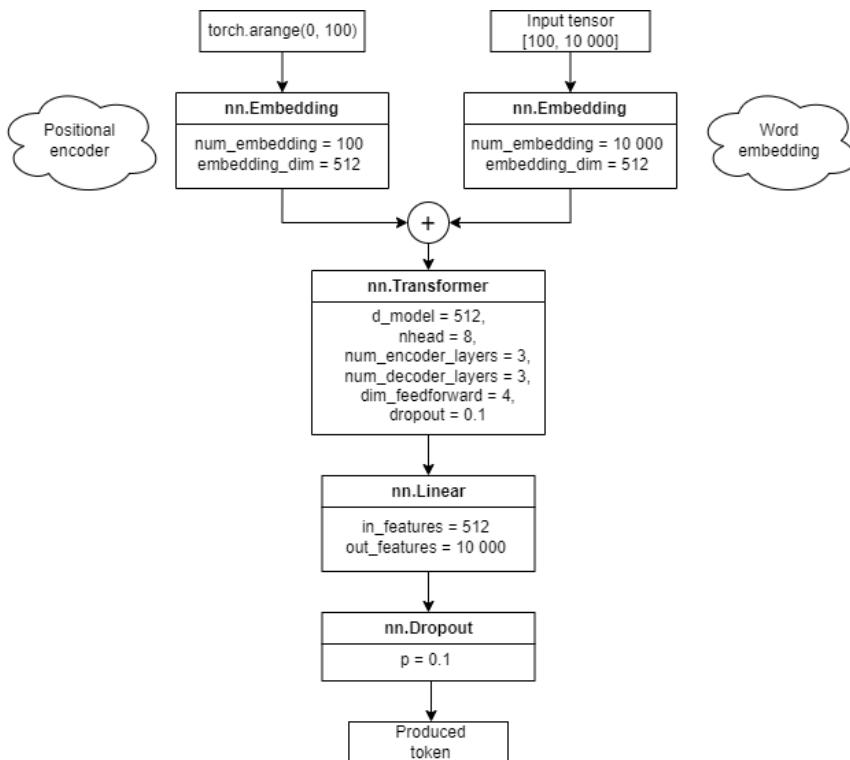 torch.arange(0, 100)
Input tensor
[100, 10 000]
Positional
encoder
nn.Embedding
num_embedding = 100
embedding_dim = 512
nn.Embedding
num_embedding = 10 000
embedding_dim = 512
Word
embedding
+
nn.Transformer
d_model = 512,
nhead = 8,
num_encoder_layers = 3,
num_decoder_layers = 3,
dim_feedforward = 4,
dropout = 0.1
nn.Linear
in_features = 512
out_features = 10 000
nn.Dropout
p = 0.1
Produced
token